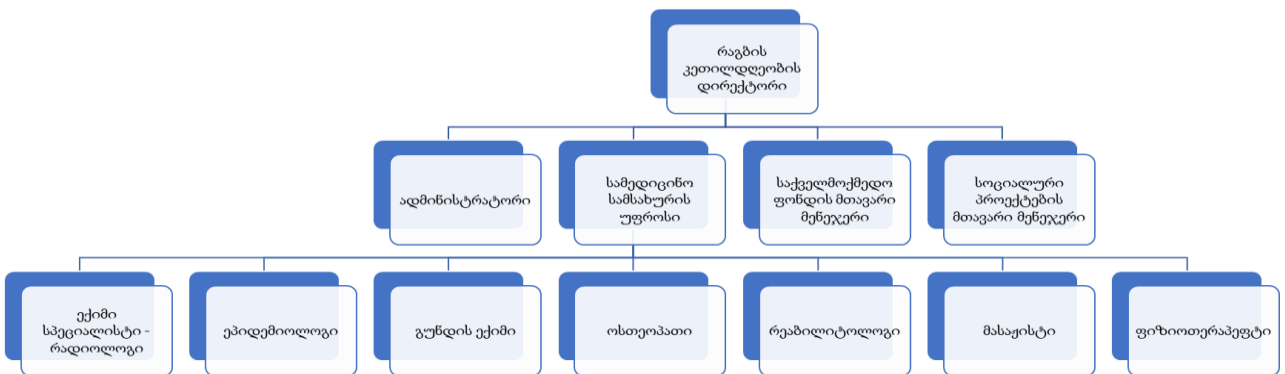 რაგბის
კეთილდღეობის
დირექტორი
ადმინისტრატორი
სამედიცინო
სამსახურის
უფროსი
საქველმოქმედო
ფონდის მთავარი
მენეჯერი
სოციალური
პროექტების
მთავარი მენეჯერი
ექიმი
სპეციალისტი -
რადიოლოგი
ეპიდემიოლოგი
გუნდის ექიმი
ოსთეოპათი
რეაბილიტოლოგი
მასაჟისტი
ფიზიოთერაპეფტი